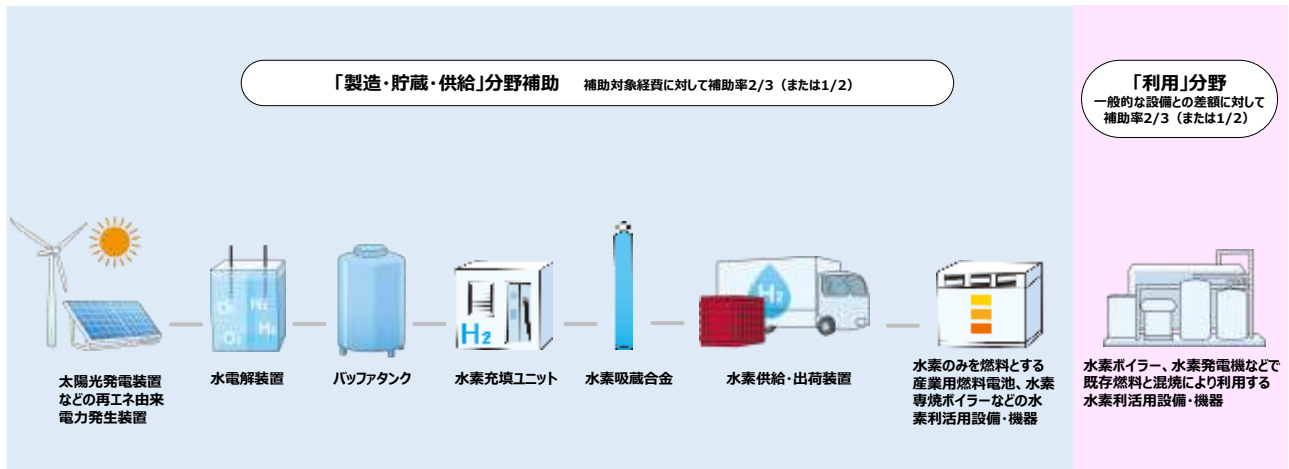 「製造・貯蔵・供給」分野補助　補助対象経費に対して補助率2/3（または1/2）
「利用」分野
一般的な設備との差額に対して
補助率2/3（または1/2）
太陽光発電装置
などの再エネ由来
電力発生装置
O₂ H₂
O₂ H₂
水電解装置
バッファタンク
H2
水素充填ユニット
水素吸蔵合金
H2
水素供給・出荷装置
水素のみを燃料とする
産業用燃料電池、水素
専焼ボイラーなどの水
素利活用設備・機器
水素ボイラー、水素発電機などで
既存燃料と混焼により利用する
水素利活用設備・機器